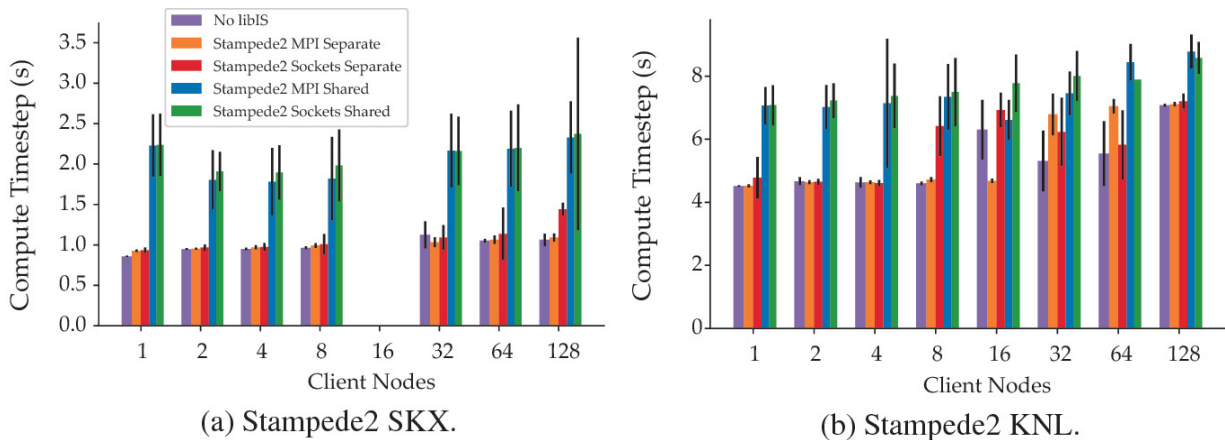 No libIS
Stampede2 MPI Separate
Stampede2 Sockets Separate
Stampede2 MPI Shared
Stampede2 Sockets Shared
Compute Timestep (s)
3.5
3.0
2.5
2.0
1.5
1.0
0.5
0.0
1 2 4 8 16 32 64 128
Client Nodes
(a) Stampede2 SKX.
Compute Timestep (s)
8
6
4
2
0
1 2 4 8 16 32 64 128
Client Nodes
(b) Stampede2 KNL.